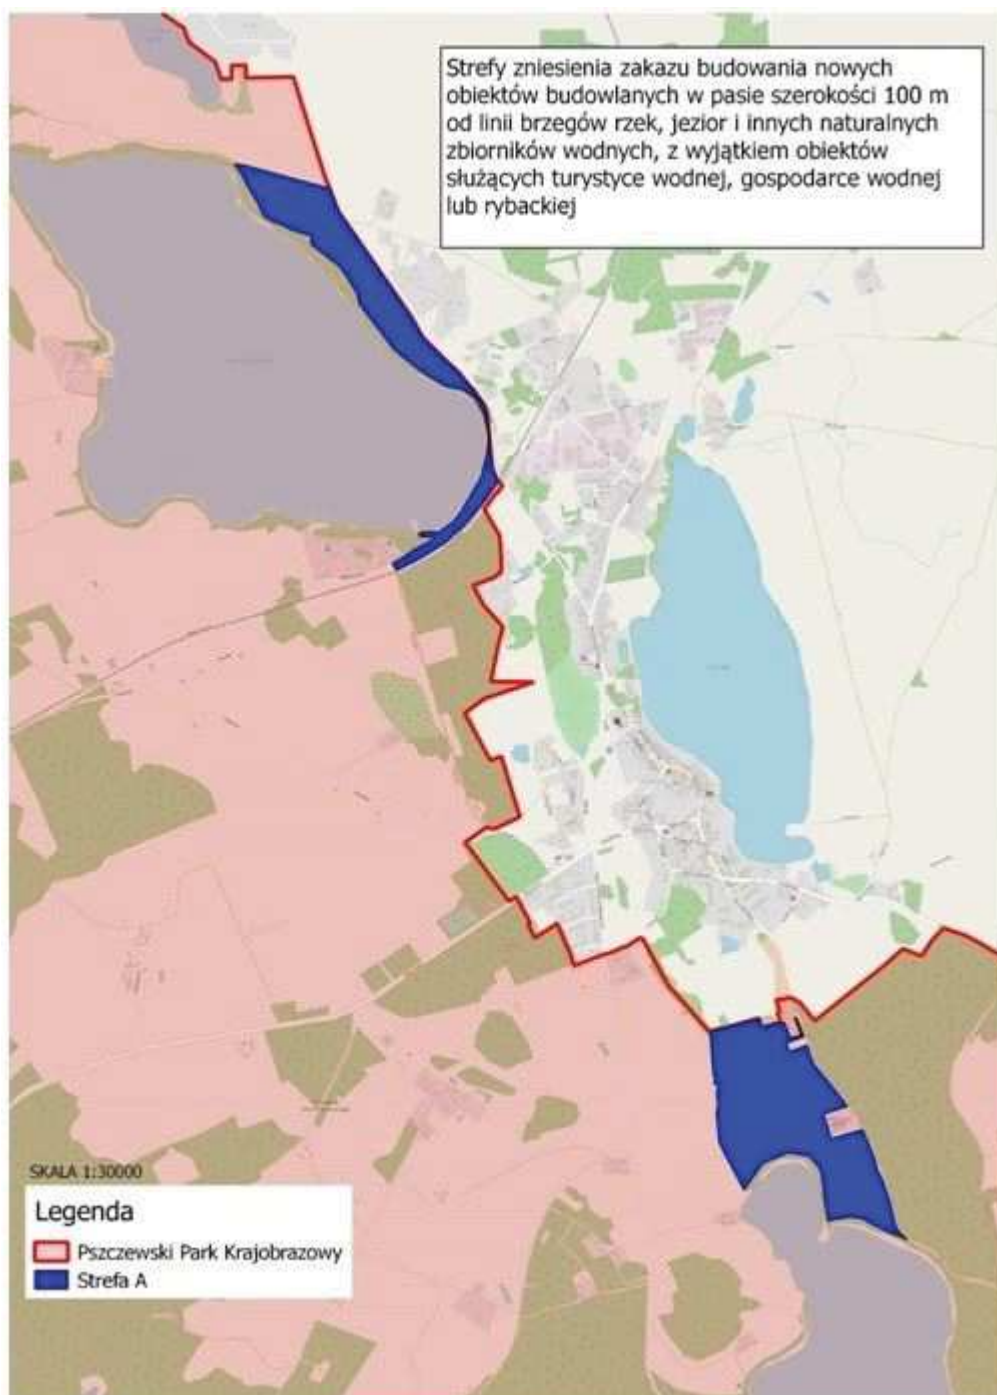 Strefy zniesienia zakazu budowania nowych
obiektów budowlanych w pasie szerokości 100 m
od linii brzegów rzek, jezior i innych naturalnych
zbiorników wodnych, z wyjątkiem obiektów
służących turystyce wodnej, gospodarce wodnej
lub rybackiej
SKALA 1:30000
Legenda
Pszczewski Park Krajobrazowy
Strefa A